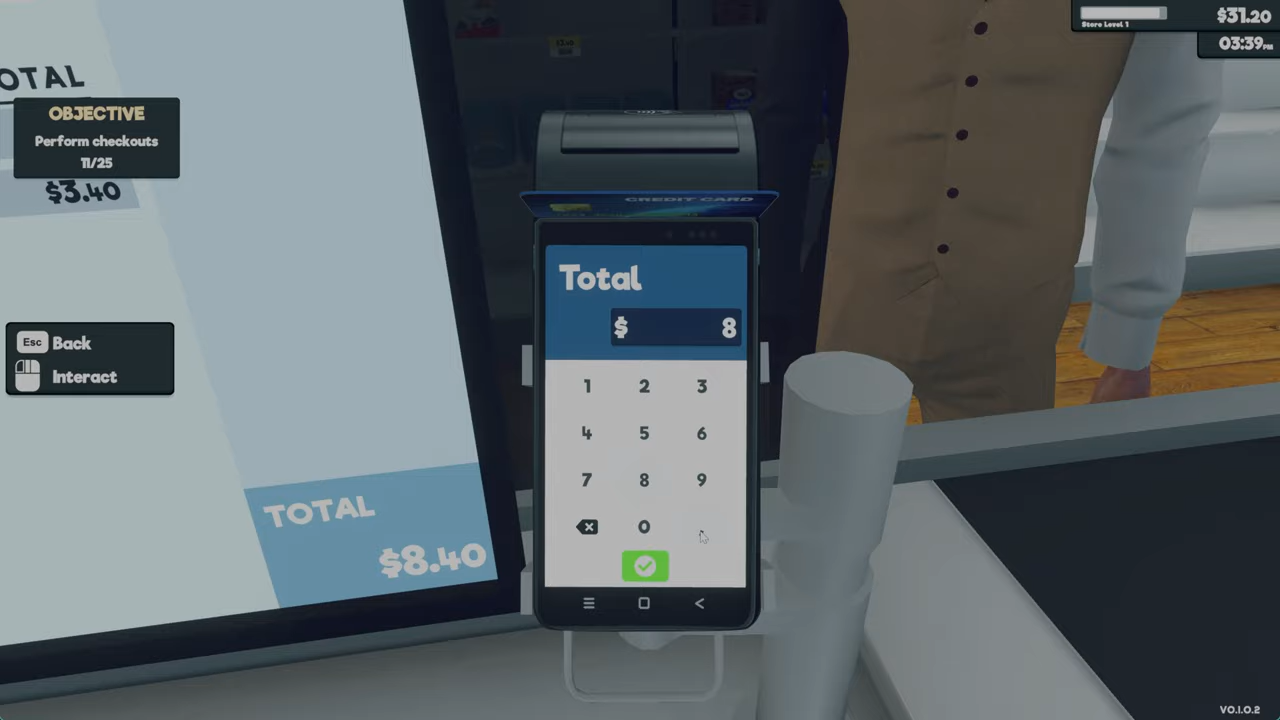 $31.20
Store Level 1
03:39PM
OTAL
OBJECTIVE
Perform checkouts
11/25
$3.40
CREDIT CARD
Total
$ 8
Esc Back
Interact
1 2 3
4 5 6
7 8 9
0 .
TOTAL
$8.40
V0.1.0.2